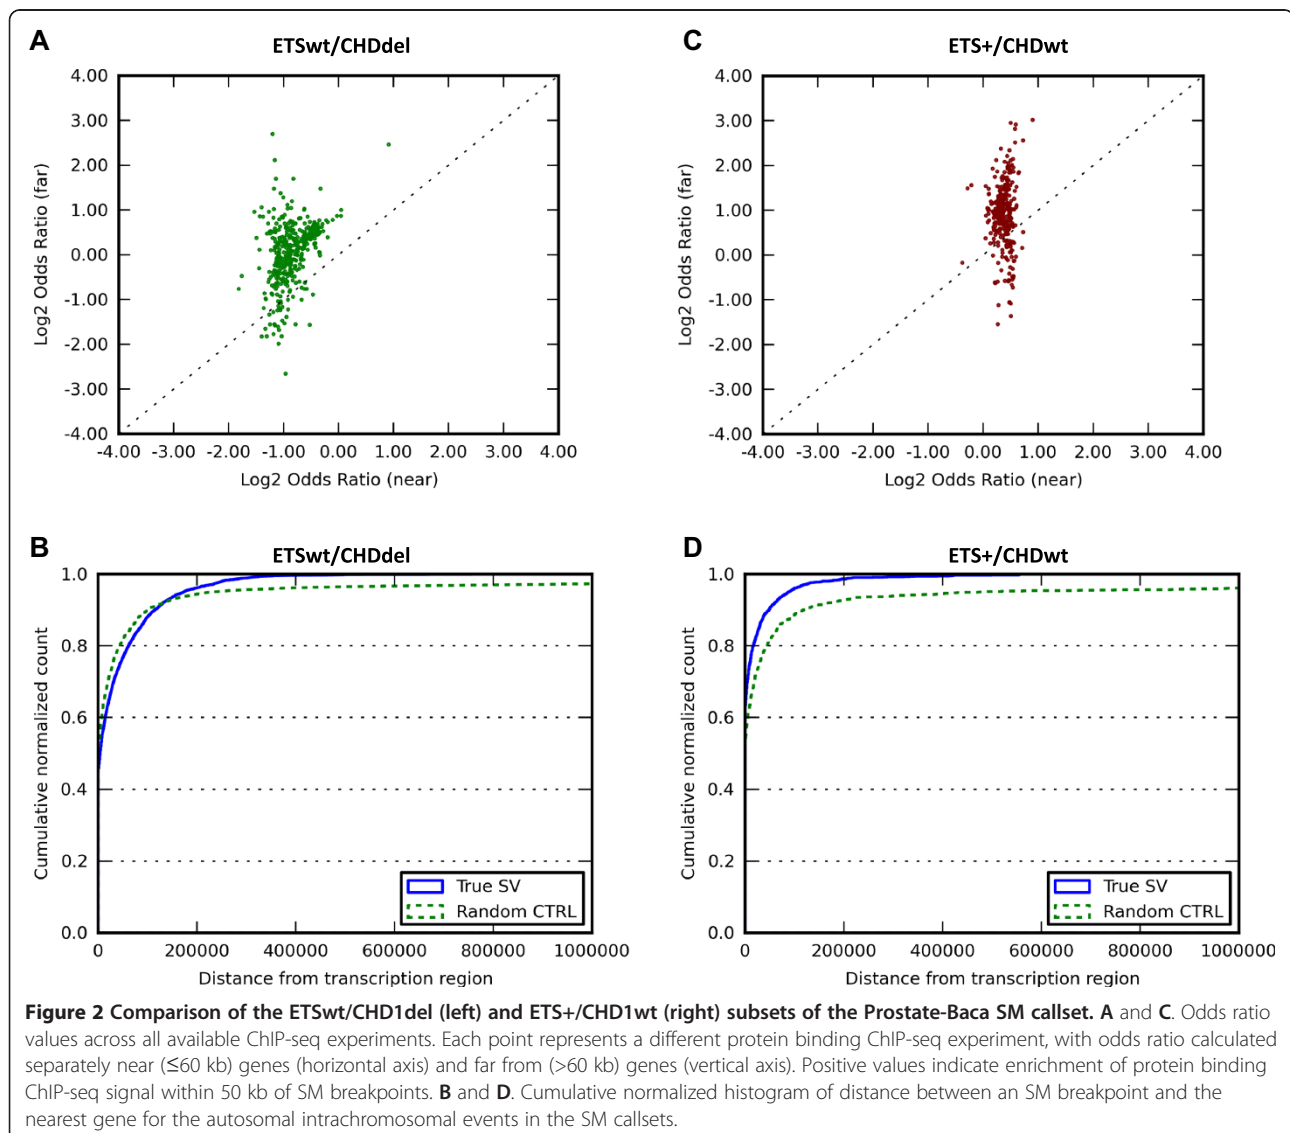 A
ETSwt/CHDdel
4.00
3.00
2.00
1.00
0.00
-1.00
-2.00
-3.00
-4.00
Log2 Odds Ratio (far)
-4.00 -3.00 -2.00 -1.00 0.00 1.00 2.00 3.00 4.00
Log2 Odds Ratio (near)
C
ETS+/CHDwt
4.00
3.00
2.00
1.00
0.00
-1.00
-2.00
-3.00
-4.00
Log2 Odds Ratio (far)
-4.00 -3.00 -2.00 -1.00 0.00 1.00 2.00 3.00 4.00
Log2 Odds Ratio (near)
B
ETSwt/CHDdel
1.0
0.8
0.6
0.4
0.2
0.0
Cumulative normalized count
True SV
Random CTRL
0 200000 400000 600000 800000 1000000
Distance from transcription region
D
ETS+/CHDwt
1.0
0.8
0.6
0.4
0.2
0.0
Cumulative normalized count
True SV
Random CTRL
0 200000 400000 600000 800000 1000000
Distance from transcription region
Figure 2 Comparison of the ETSwt/CHD1del (left) and ETS+/CHD1wt (right) subsets of the Prostate-Baca SM callset. A and C. Odds ratio
values across all available ChIP-seq experiments. Each point represents a different protein binding ChIP-seq experiment, with odds ratio calculated
separately near (≤60 kb) genes (horizontal axis) and far from (>60 kb) genes (vertical axis). Positive values indicate enrichment of protein binding
ChIP-seq signal within 50 kb of SM breakpoints. B and D. Cumulative normalized histogram of distance between an SM breakpoint and the
nearest gene for the autosomal intrachromosomal events in the SM callsets.